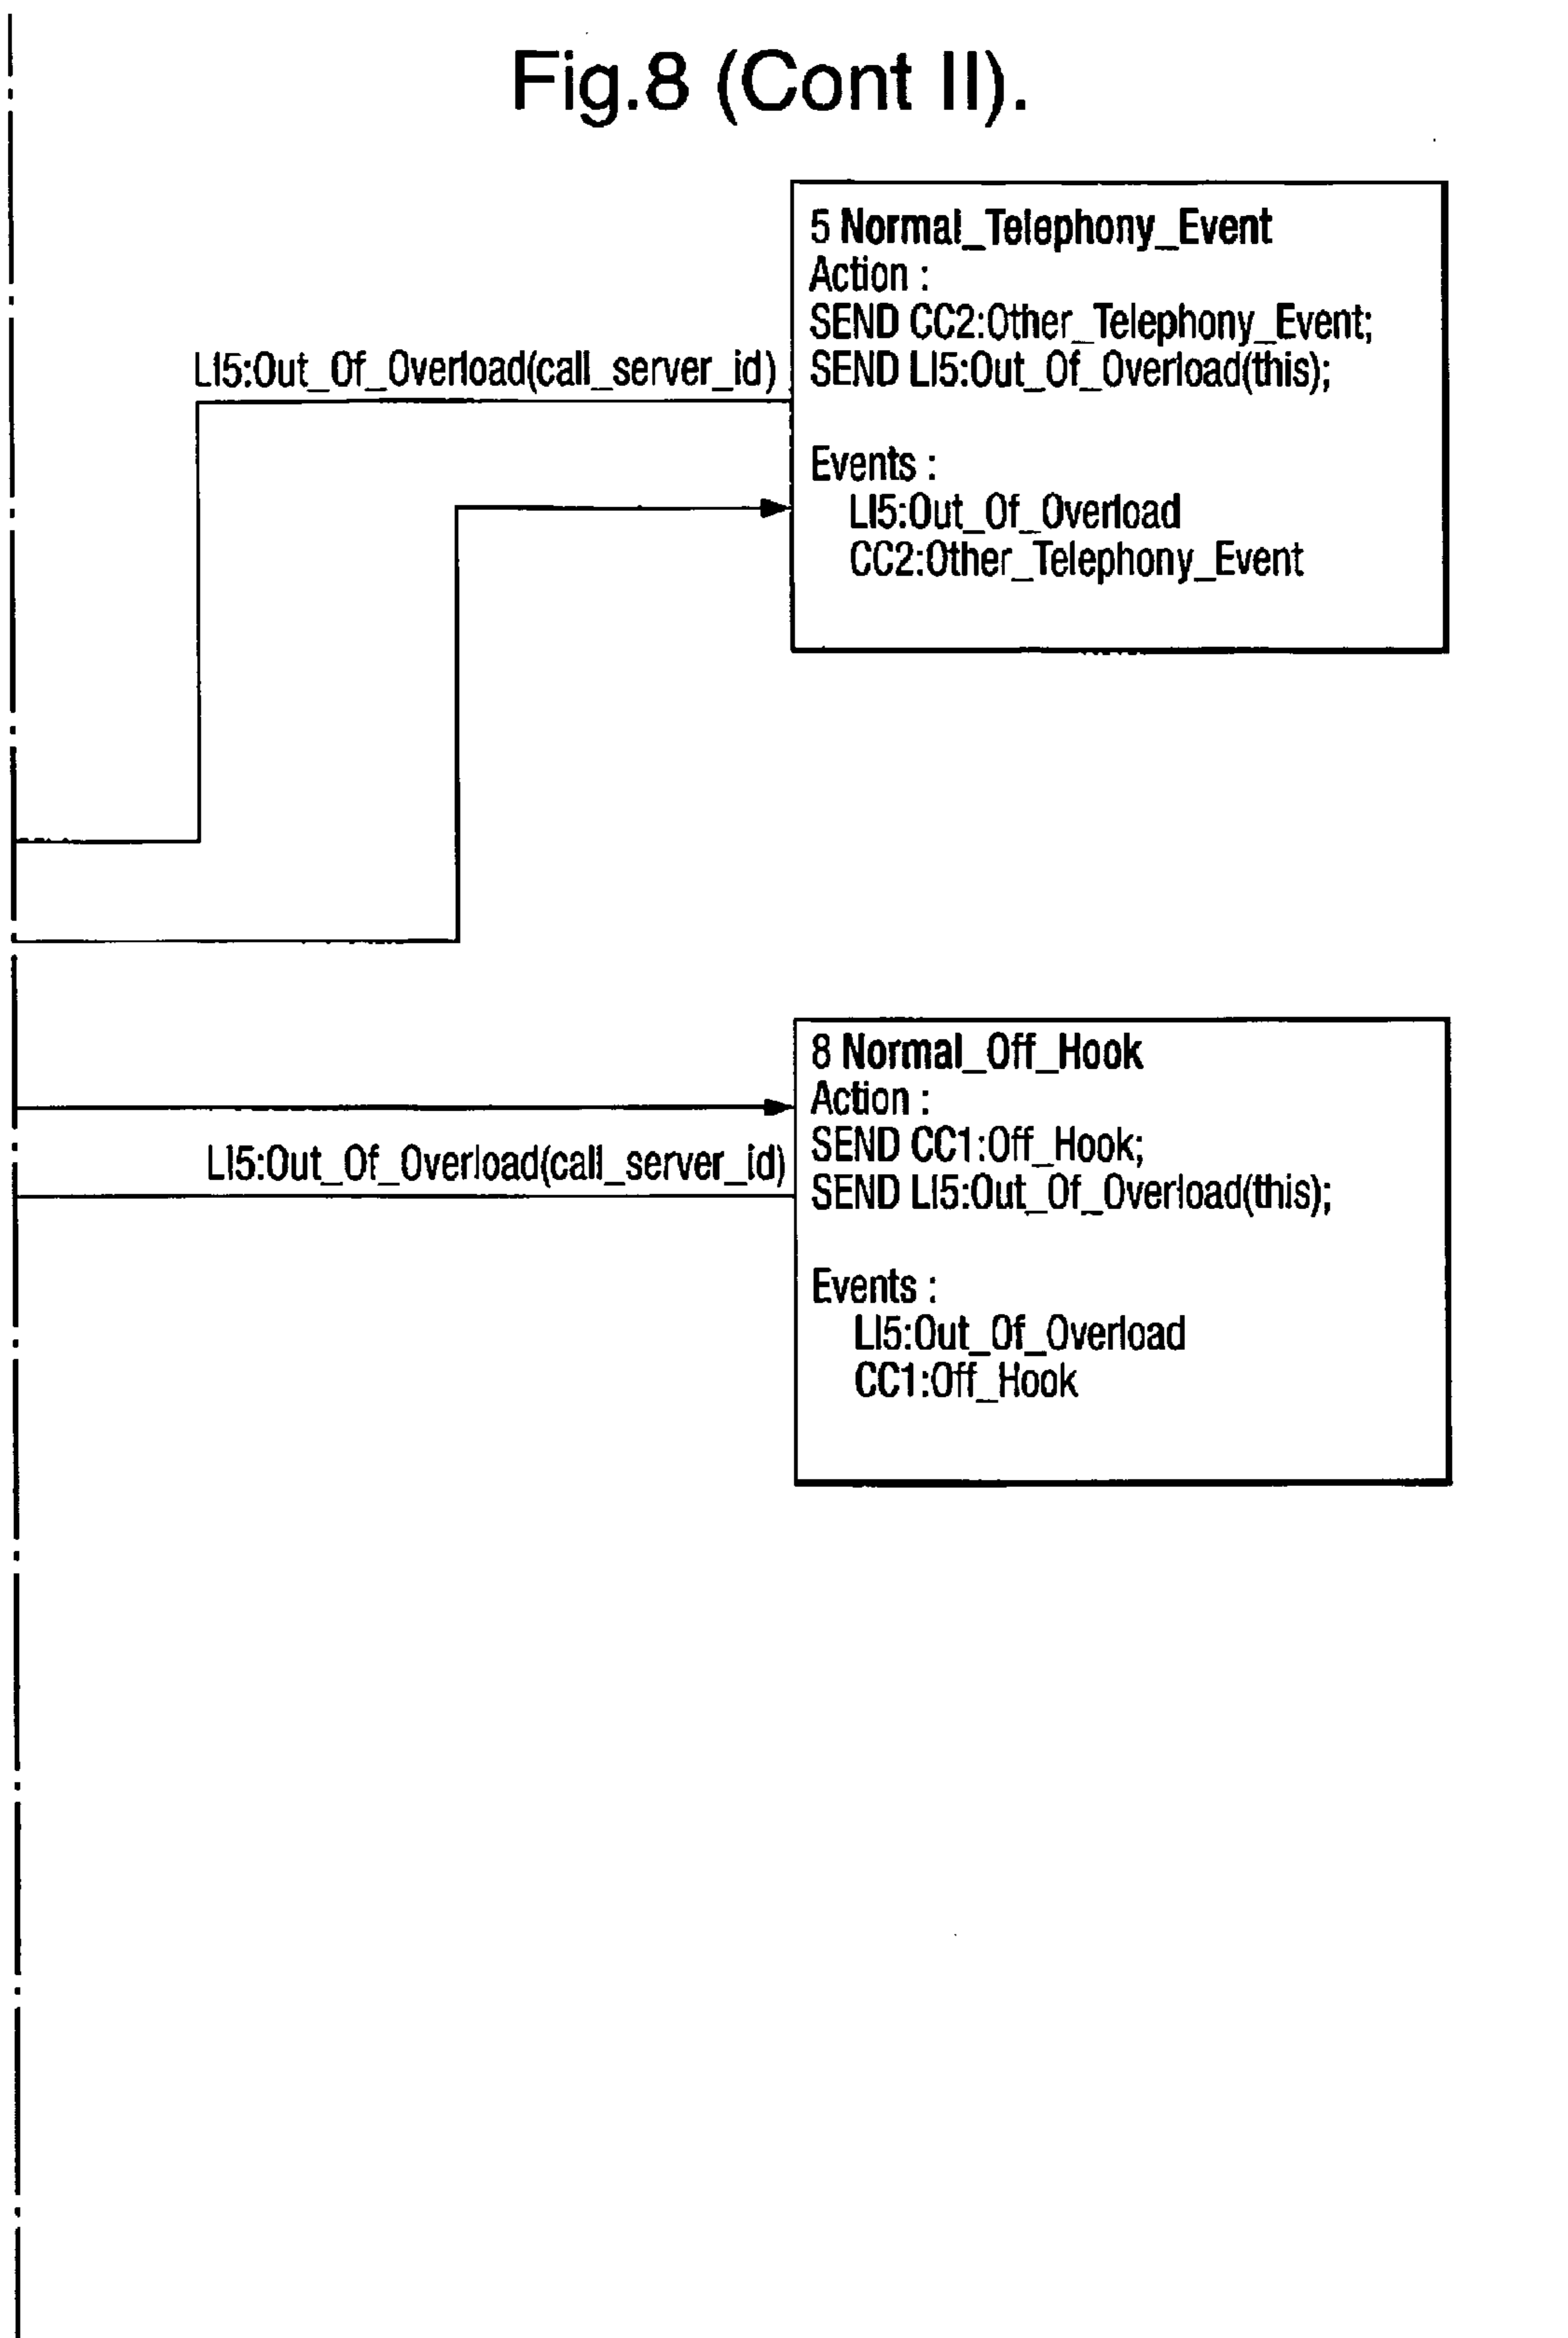 Fig.8 (Cont II).
5 Normal_Telephony_Event
Action :
SEND CC2:Other_Telephony_Event;
LI5:Out_Of_Overload(call_server_id)
SEND LI5:Out_Of_Overload(this);
Events :
LI5:Out_Of_Overload
CC2:Other_Telephony_Event
8 Normal_Off_Hook
Action :
SEND CC1:Off_Hook;
LI5:Out_Of_Overload(call_server_id)
SEND LI5:Out_Of_Overload(this);
Events :
LI5:Out_Of_Overload
CC1:Off_Hook